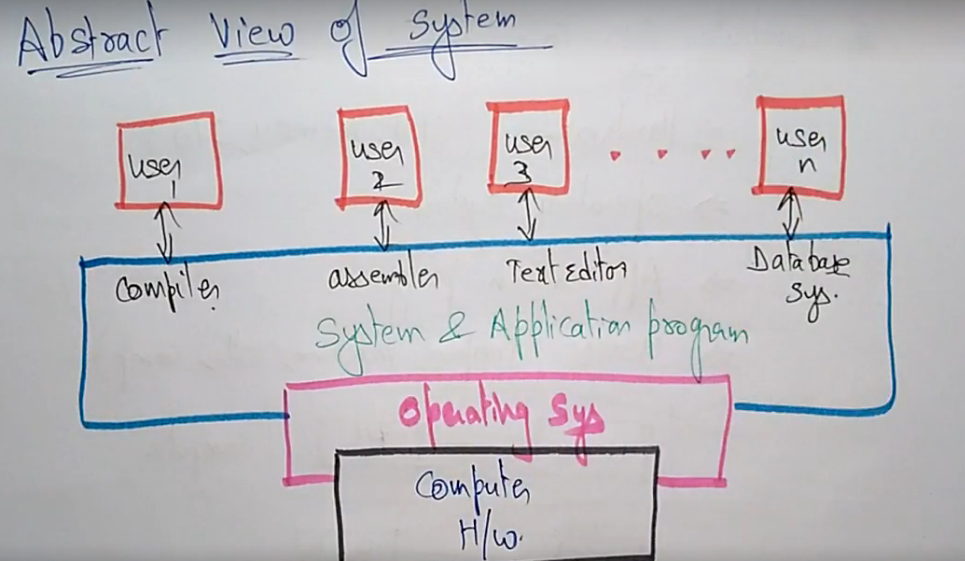 Abstract View of System
user 1
user 2
user 3
user n
Compiler
assembler
Text Editor
Database Sys.
System & Application program
Operating Sys
Computer
H/w.